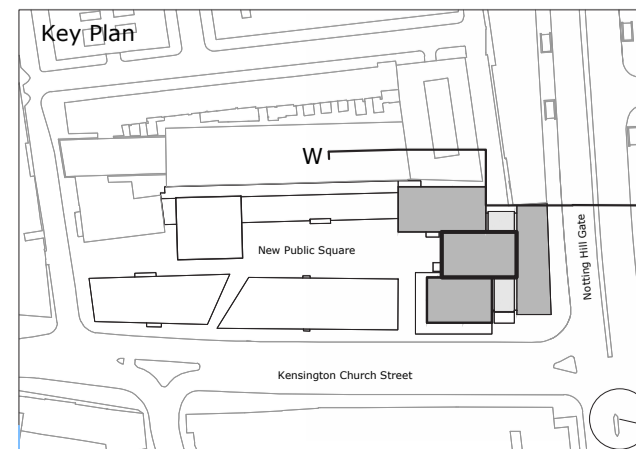 Key Plan
W
New Public Square
Notting Hill Gate
Kensington Church Street